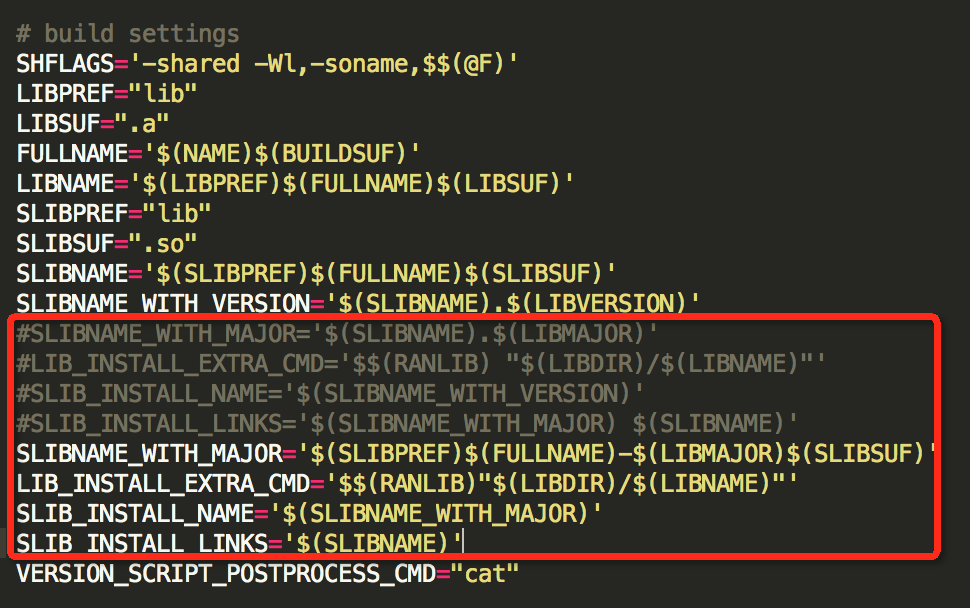 # build settings
SHFLAGS='-shared -Wl,-soname,$$(@F)'
LIBPREF="lib"
LIBSUF=".a"
FULLNAME='$(NAME)$(BUILDSUF)'
LIBNAME='$(LIBPREF)$(FULLNAME)$(LIBSUF)'
SLIBPREF="lib"
SLIBSUF=".so"
SLIBNAME='$(SLIBPREF)$(FULLNAME)$(SLIBSUF)'
SLIBNAME_WITH_VERSION='$(SLIBNAME).$(LIBVERSION)'
#SLIBNAME_WITH_MAJOR='$(SLIBNAME).$(LIBMAJOR)'
#LIB_INSTALL_EXTRA_CMD='$$(RANLIB) "$(LIBDIR)/$(LIBNAME)"'
#SLIB_INSTALL_NAME='$(SLIBNAME_WITH_VERSION)'
#SLIB_INSTALL_LINKS='$(SLIBNAME_WITH_MAJOR) $(SLIBNAME)'
SLIBNAME_WITH_MAJOR='$(SLIBPREF)$(FULLNAME)-$(LIBMAJOR)$(SLIBSUF)'
LIB_INSTALL_EXTRA_CMD='$$(RANLIB)"$(LIBDIR)/$(LIBNAME)"'
SLIB_INSTALL_NAME='$(SLIBNAME_WITH_MAJOR)'
SLIB_INSTALL_LINKS='$(SLIBNAME)'
VERSION_SCRIPT_POSTPROCESS_CMD="cat"